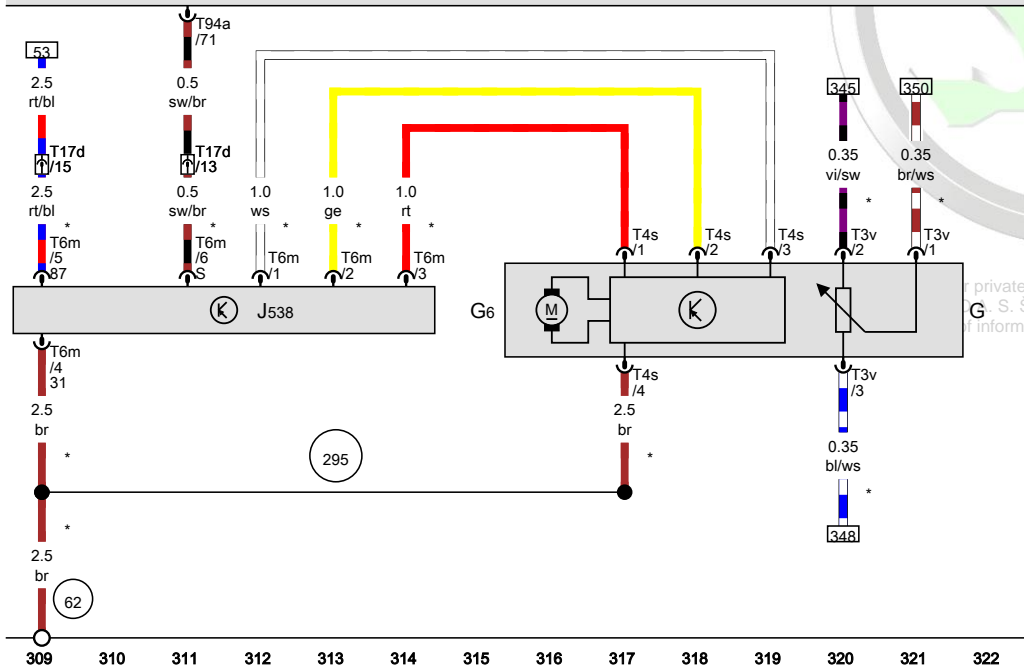 T94a
/71
53
345
350
2.5
rt/bl
0.5
sw/br
T17d
/15
T17d
/13
0.35
vi/sw
0.35
br/ws
2.5
rt/bl
0.5
sw/br
1.0
ws
1.0
ge
1.0
rt
*
*
*
*
*
*
*
T6m
/5
87
T6m
/6
S
T6m
/1
T6m
/2
T6m
/3
T4s
/1
T4s
/2
T4s
/3
T3v
/2
T3v
/1
J538
G6
M
G
r private
A. S.
of inform
T6m
/4
31
T4s
/4
T3v
/3
2.5
br
2.5
br
0.35
bl/ws
*
*
*
295
348
*
2.5
br
62
309 310 311 312 313 314 315 316 317 318 319 320 321 322